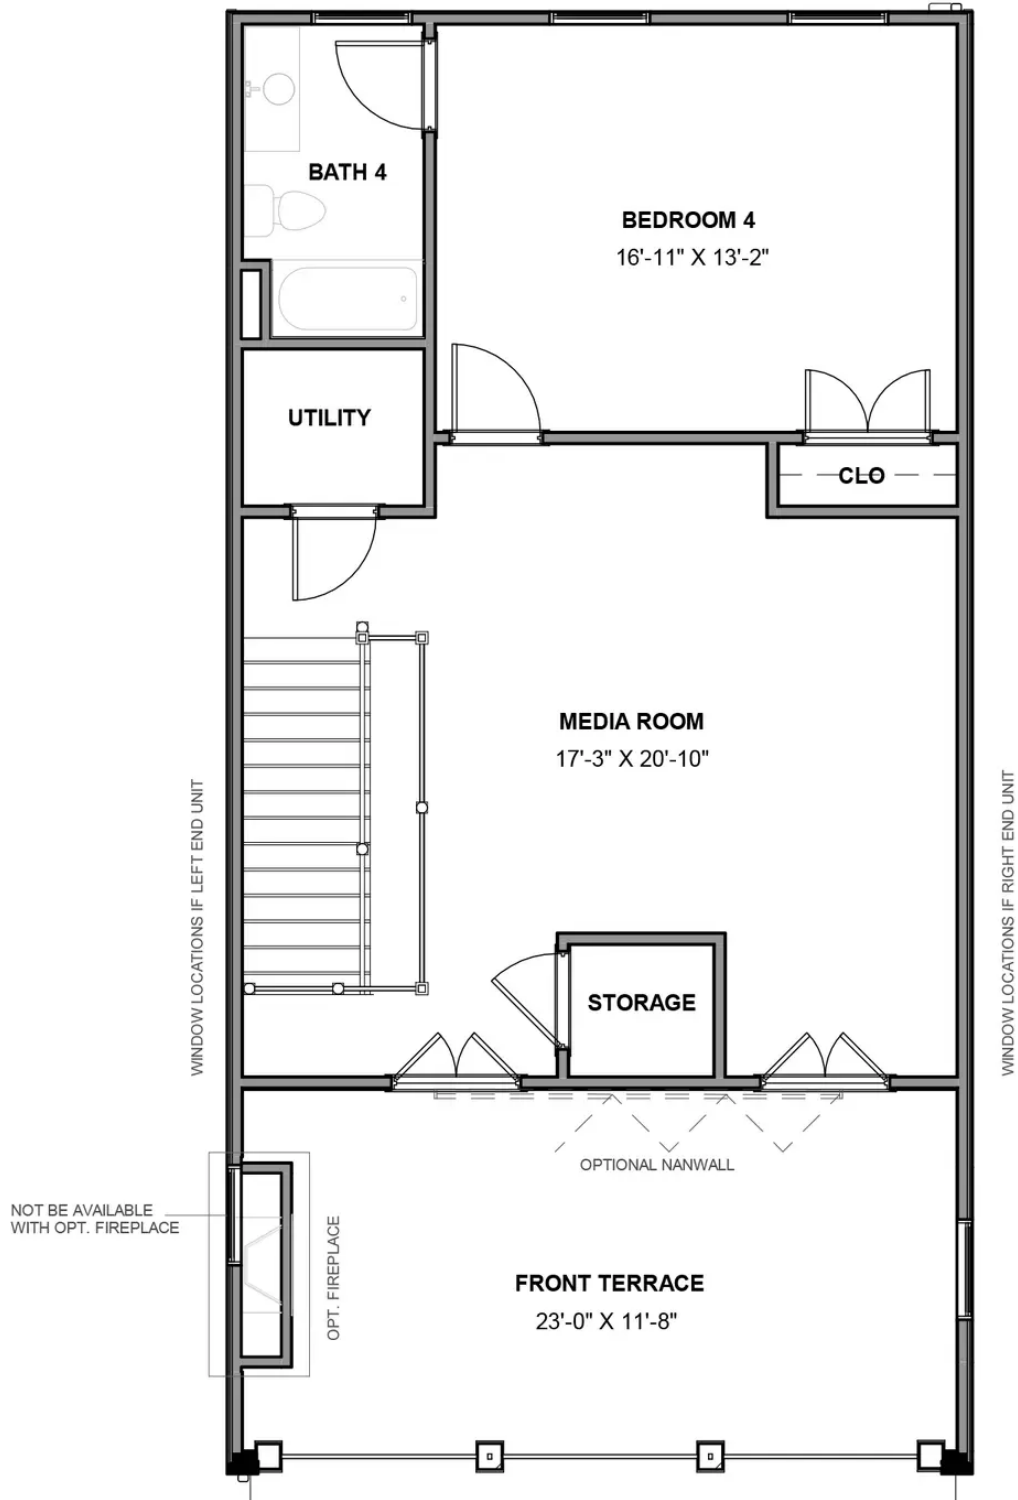 BATH 4
BEDROOM 4
16'-11" X 13'-2"
UTILITY
CLO
MEDIA ROOM
17'-3" X 20'-10"
WINDOW LOCATIONS IF LEFT END UNIT
WINDOW LOCATIONS IF RIGHT END UNIT
STORAGE
OPTIONAL NANWALL
NOT BE AVAILABLE
WITH OPT. FIREPLACE
OPT. FIREPLACE
FRONT TERRACE
23'-0" X 11'-8"